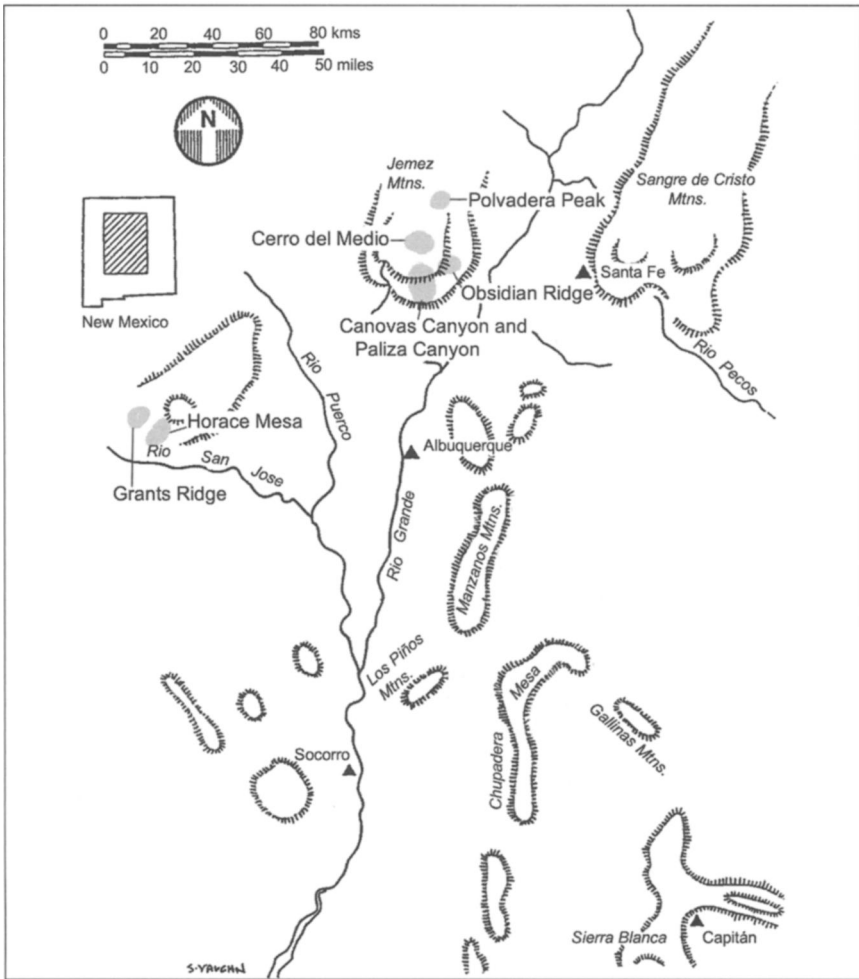 0 20 40 60 80 kms
0 10 20 30 40 50 miles
N
New Mexico
Jemez
Mtns.
Polvadera Peak
Sangre de Cristo
Mtns.
Cerro del Medio
Santa Fe
Obsidian Ridge
Canovas Canyon and
Paliza Canyon
Rio Pecos
Rio Puerco
Horace Mesa
Rio San Jose
Grants Ridge
Albuquerque
Rio Grande
Manzanos Mtns.
Los Piños
Mtns.
Chupadera Mesa
Gallinas Mtns.
Socorro
Sierra Blanca
Capitán
S. VAUGHN